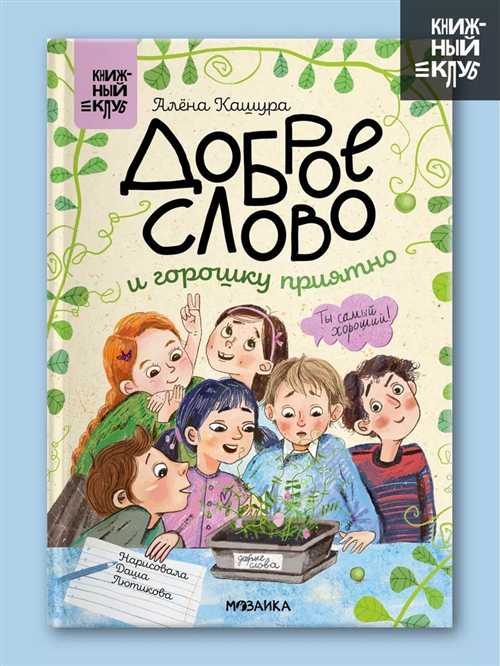 КНИЖ-
НЫЙ
КЛУБ
КНИЖ-
НЫЙ
КЛУБ
Алёна Кашура
ДОБРОЕ
СЛОВО
и горошку приятно
Ты самый
хороший!
добрые
слова
Нарисовала
Даша
Лютикова
МОЗАИКА